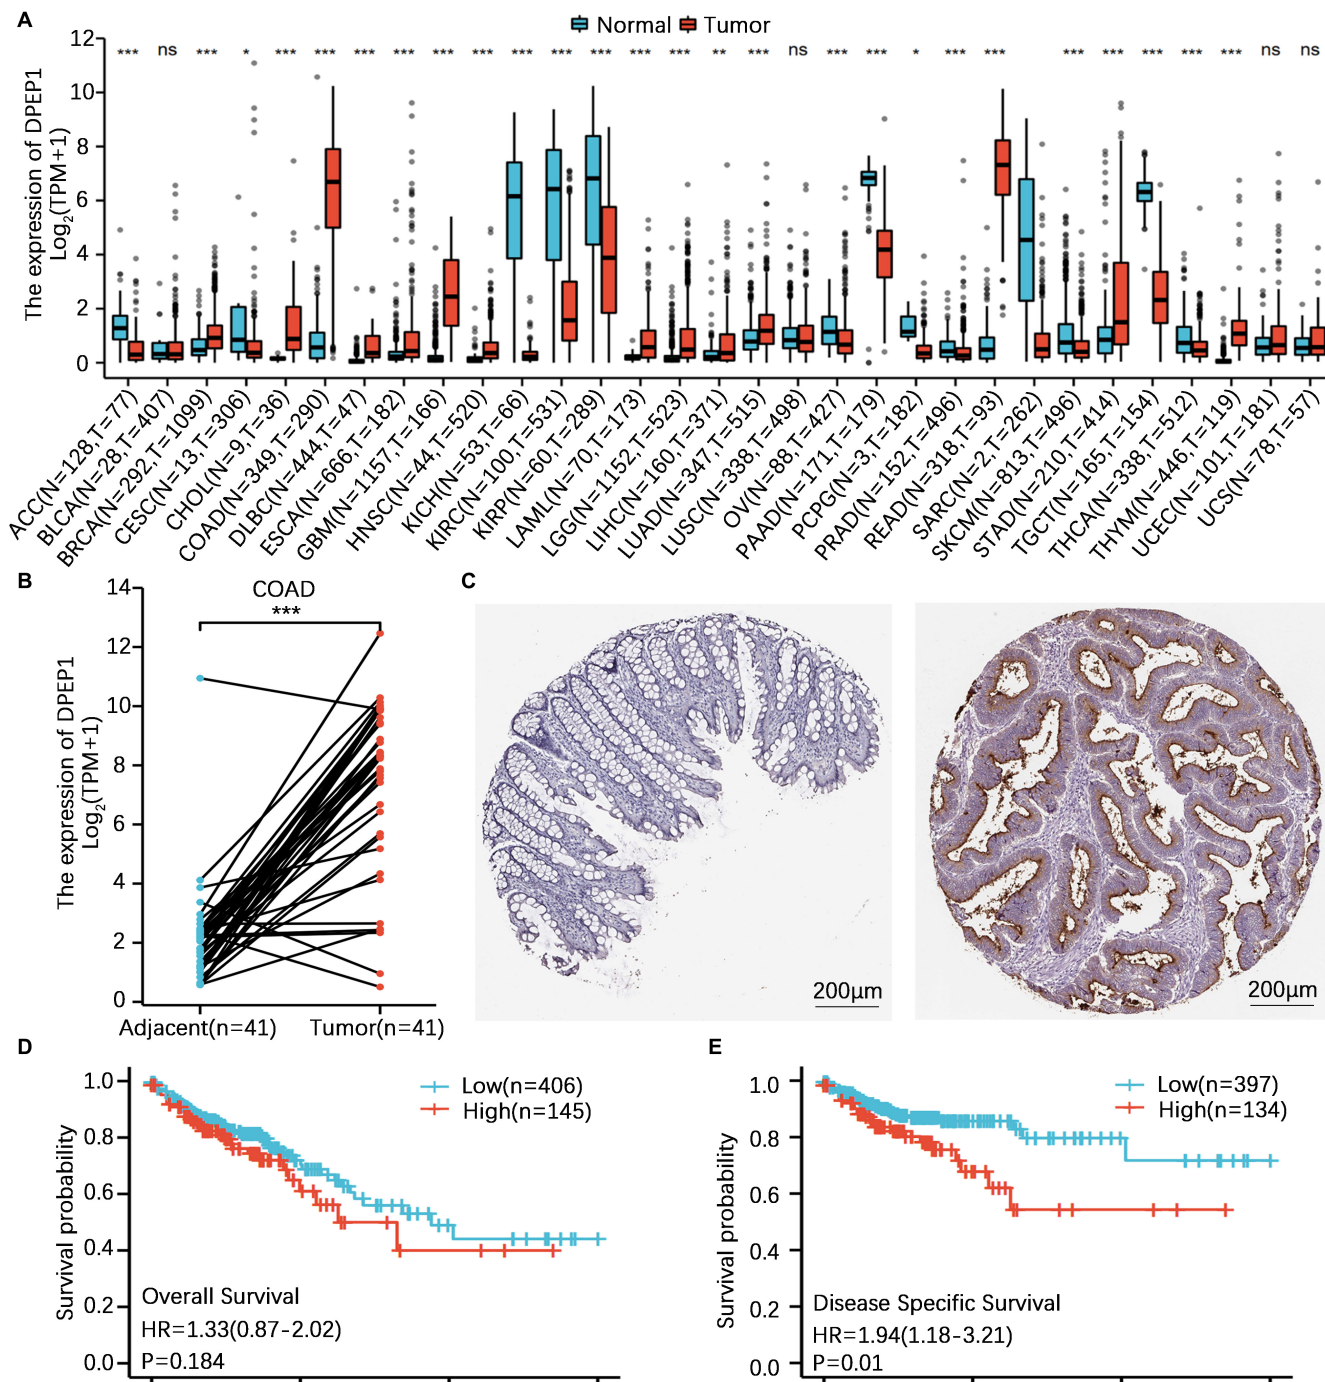 A
Normal Tumor
The expression of DPEP1
Log₂(TPM+1)
12
10
8
6
4
2
0
*** ns *** * *** *** *** *** *** *** *** *** *** *** *** ** *** ns *** *** * *** *** *** *** *** *** *** ns ns
ACC(N=128,T=77)
BLCA(N=28,T=407)
BRCA(N=292,T=1099)
CESC(N=13,T=306)
CHOL(N=9,T=36)
COAD(N=349,T=290)
DLBC(N=444,T=47)
ESCA(N=666,T=182)
GBM(N=1157,T=166)
HNSC(N=44,T=520)
KICH(N=53,T=66)
KIRC(N=100,T=531)
KIRP(N=60,T=289)
LAML(N=70,T=173)
LGG(N=1152,T=523)
LIHC(N=160,T=371)
LUAD(N=347,T=515)
LUSC(N=338,T=498)
OV(N=88,T=427)
PAAD(N=171,T=179)
PCPG(N=3,T=182)
PRAD(N=152,T=496)
READ(N=318,T=93)
SARC(N=2,T=262)
SKCM(N=813,T=496)
STAD(N=210,T=414)
TGCT(N=165,T=154)
THCA(N=338,T=512)
THYM(N=446,T=119)
UCEC(N=101,T=181)
UCS(N=78,T=57)
B
COAD
***
The expression of DPEP1
Log₂(TPM+1)
14
12
10
8
6
4
2
0
Adjacent(n=41) Tumor(n=41)
C
200μm
200μm
D
Low(n=406)
High(n=145)
Survival probability
1.0
0.8
0.6
0.4
0.2
0.0
Overall Survival
HR=1.33(0.87-2.02)
P=0.184
E
Low(n=397)
High(n=134)
Survival probability
1.0
0.8
0.6
0.4
0.2
0.0
Disease Specific Survival
HR=1.94(1.18-3.21)
P=0.01